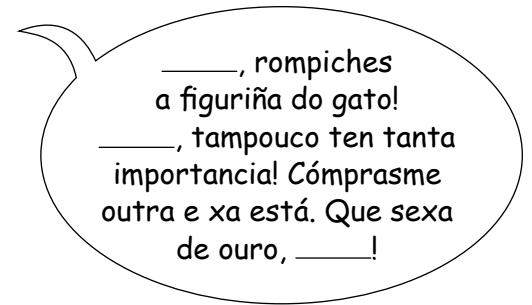 _____, rompiches
a figuriña do gato!
_____, tampouco ten tanta
importancia! Cómprasme
outra e xa está. Que sexa
de ouro, _____!